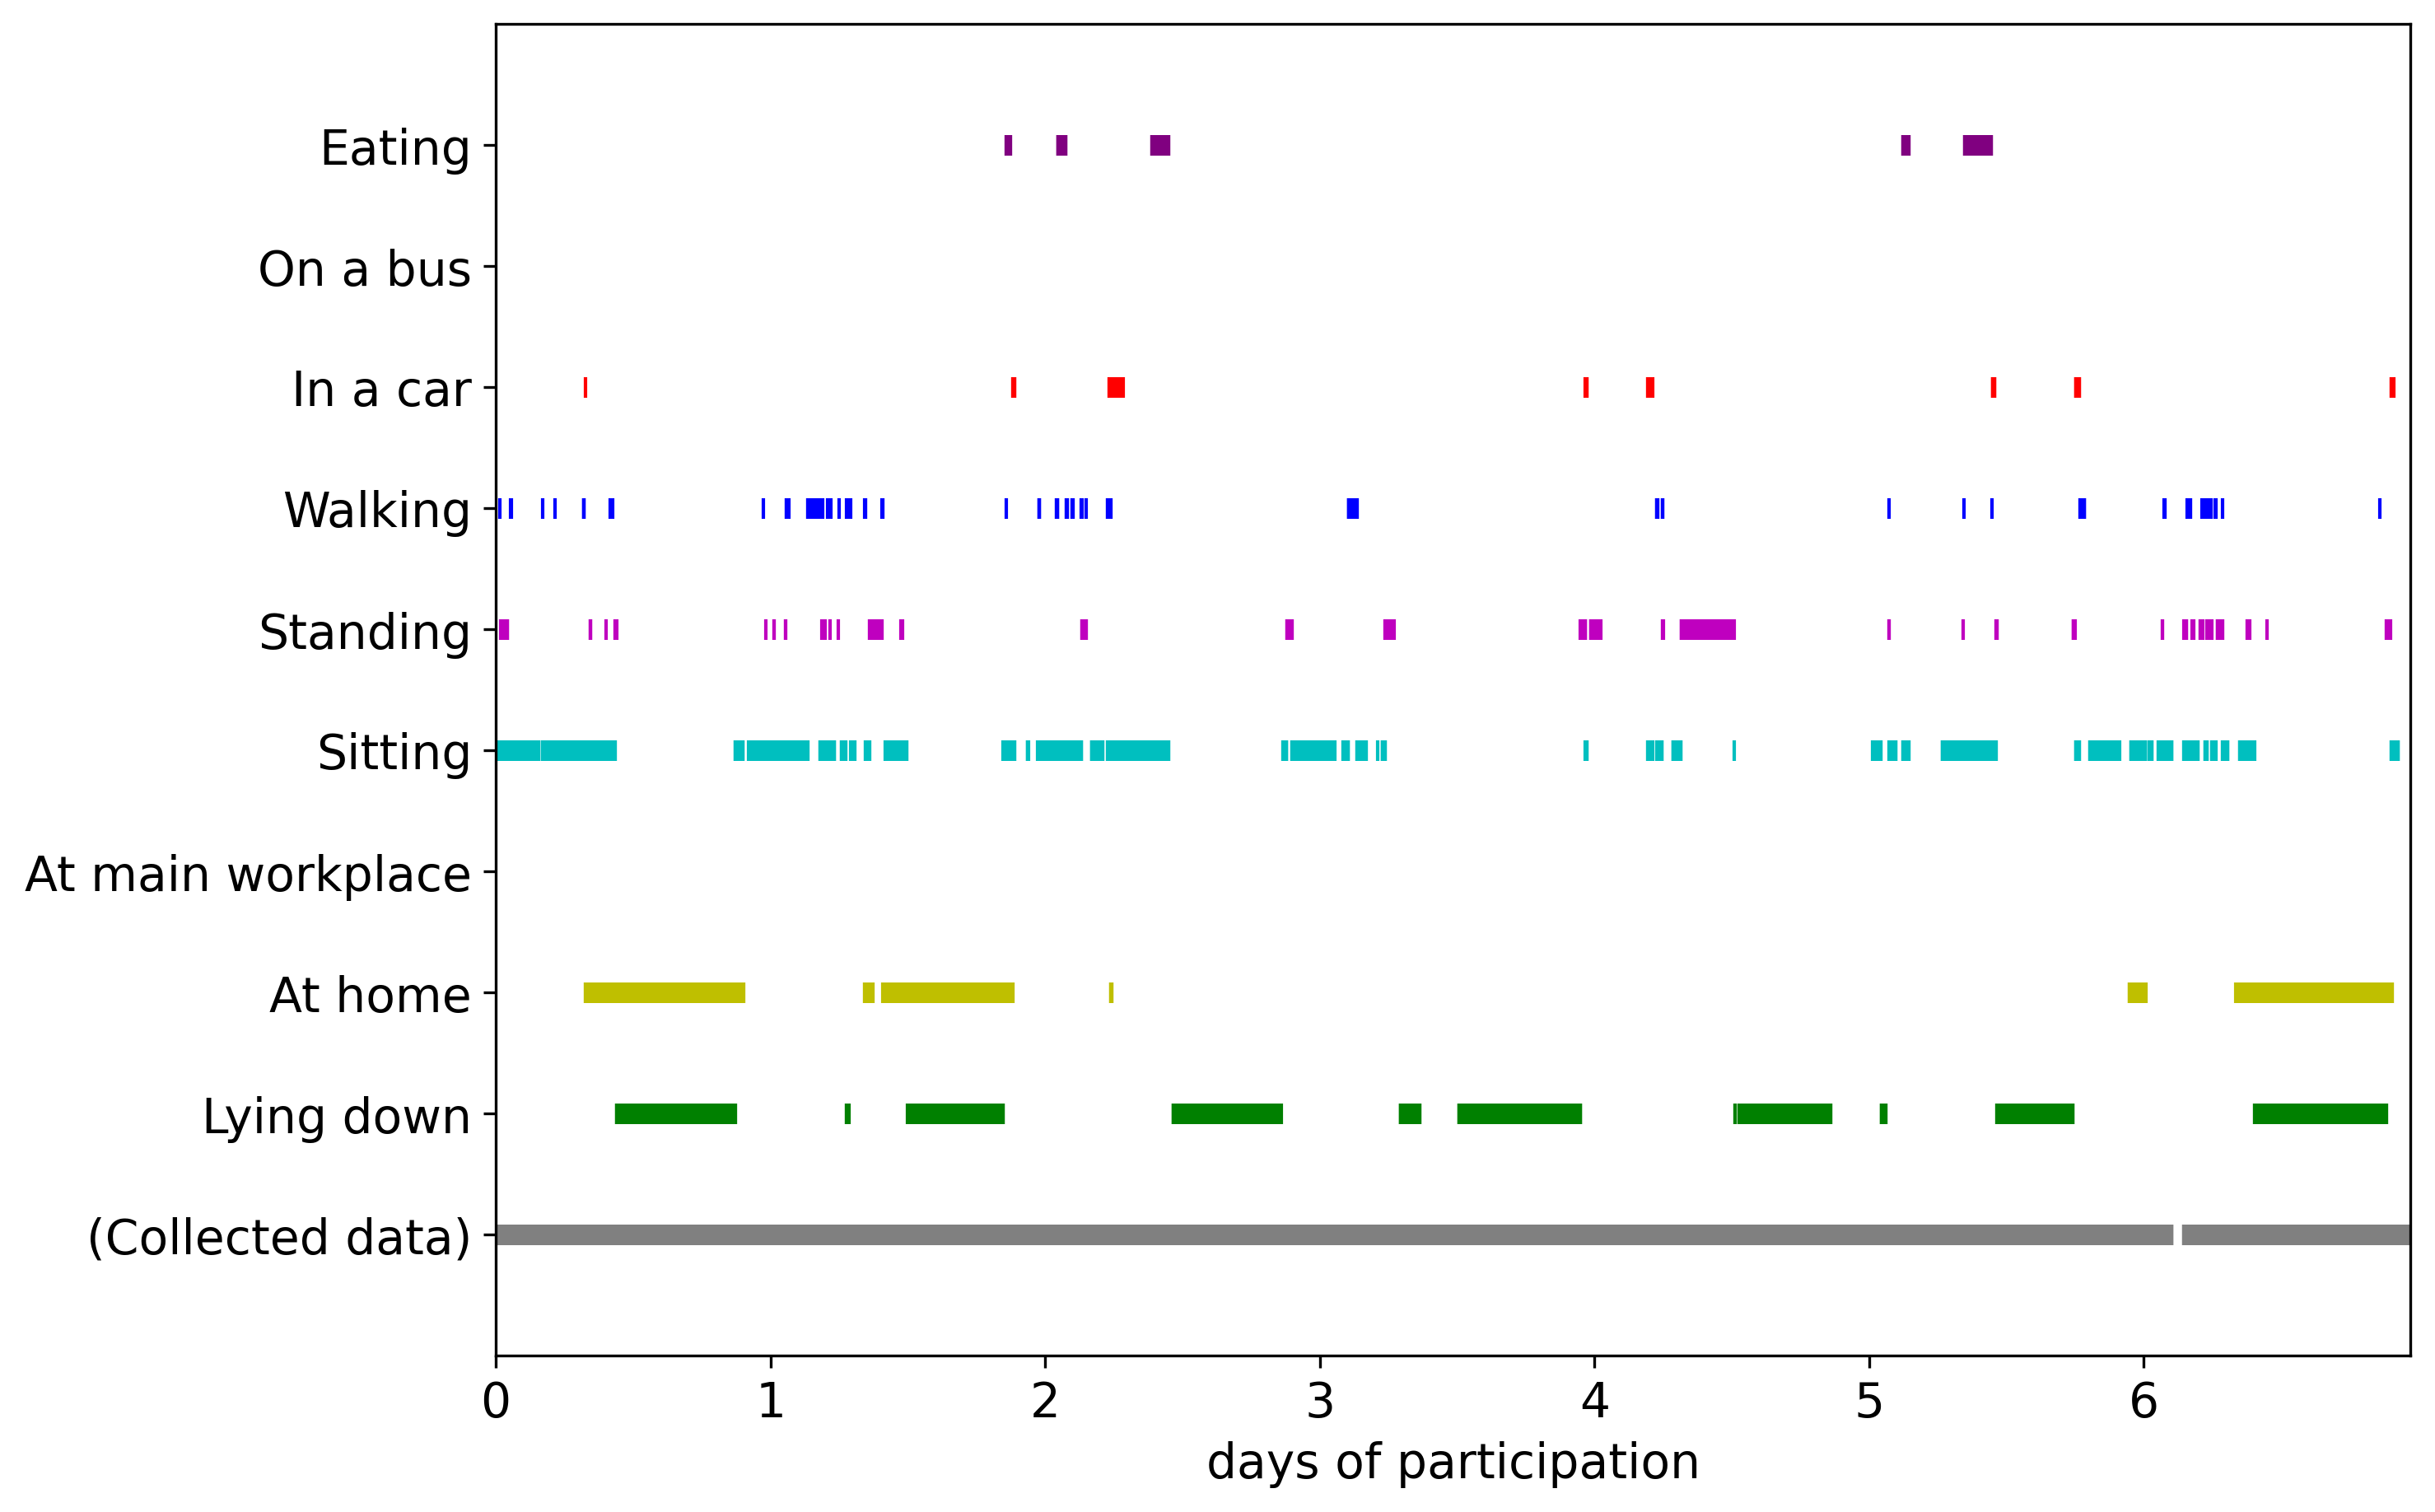 Eating
On a bus
In a car
Walking
Standing
Sitting
At main workplace
At home
Lying down
(Collected data)
0 1 2 3 4 5 6
days of participation